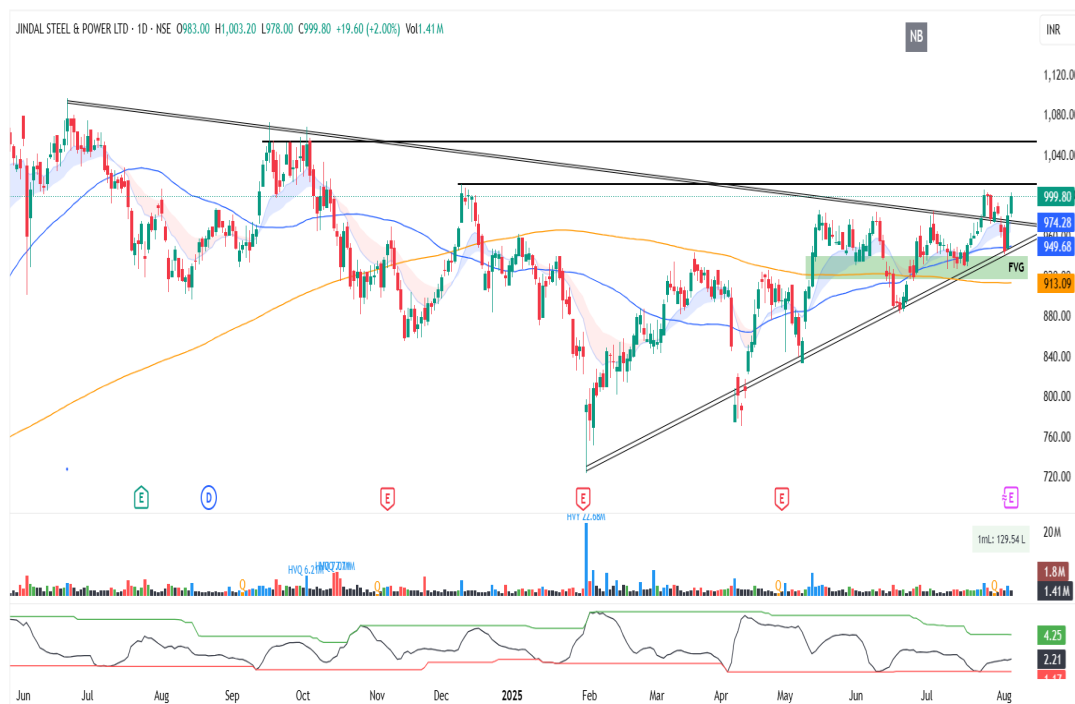 JINDAL STEEL & POWER LTD · 1D · NSE O983.00 H1,003.20 L978.00 C999.80 +19.60 (+2.00%) Vol1.41M
NB
INR
1,120.00
1,080.00
1,040.00
999.80
974.28
949.68
FVG
913.09
880.00
840.00
800.00
760.00
720.00
E
D
E
E
E
E
HVY 22.68M
20M
1mL: 129.54 L
HVQ 6.21M
1.8M
1.41M
4.25
2.21
1.17
Jun Jul Aug Sep Oct Nov Dec 2025 Feb Mar Apr May Jun Jul Aug